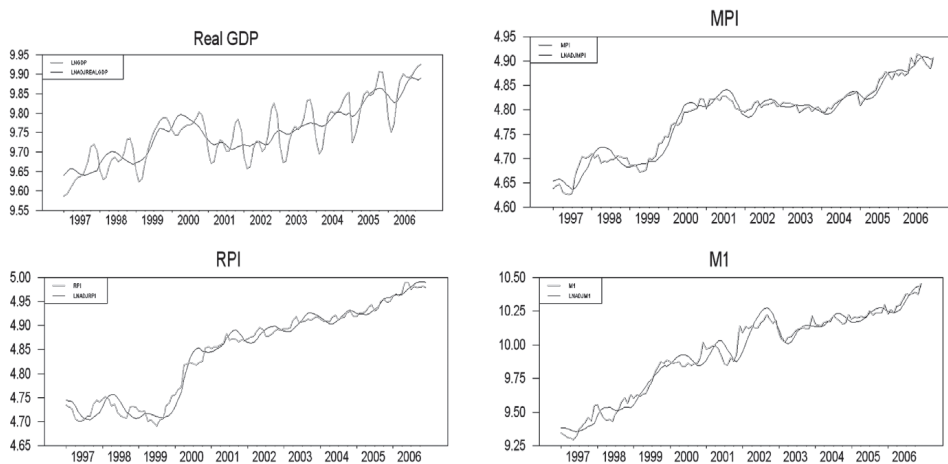 Real GDP
9.95
9.90
9.85
9.80
9.75
9.70
9.65
9.60
9.55
LNGDP
LNADJREALGDP
1997 1998 1999 2000 2001 2002 2003 2004 2005 2006
MPI
4.95
4.90
4.85
4.80
4.75
4.70
4.65
4.60
MPI
LNADJMPI
1997 1998 1999 2000 2001 2002 2003 2004 2005 2006
RPI
5.00
4.95
4.90
4.85
4.80
4.75
4.70
4.65
RPI
LNADJRPI
1997 1998 1999 2000 2001 2002 2003 2004 2005 2006
M1
10.50
10.25
10.00
9.75
9.50
9.25
M1
LNADJM1
1997 1998 1999 2000 2001 2002 2003 2004 2005 2006